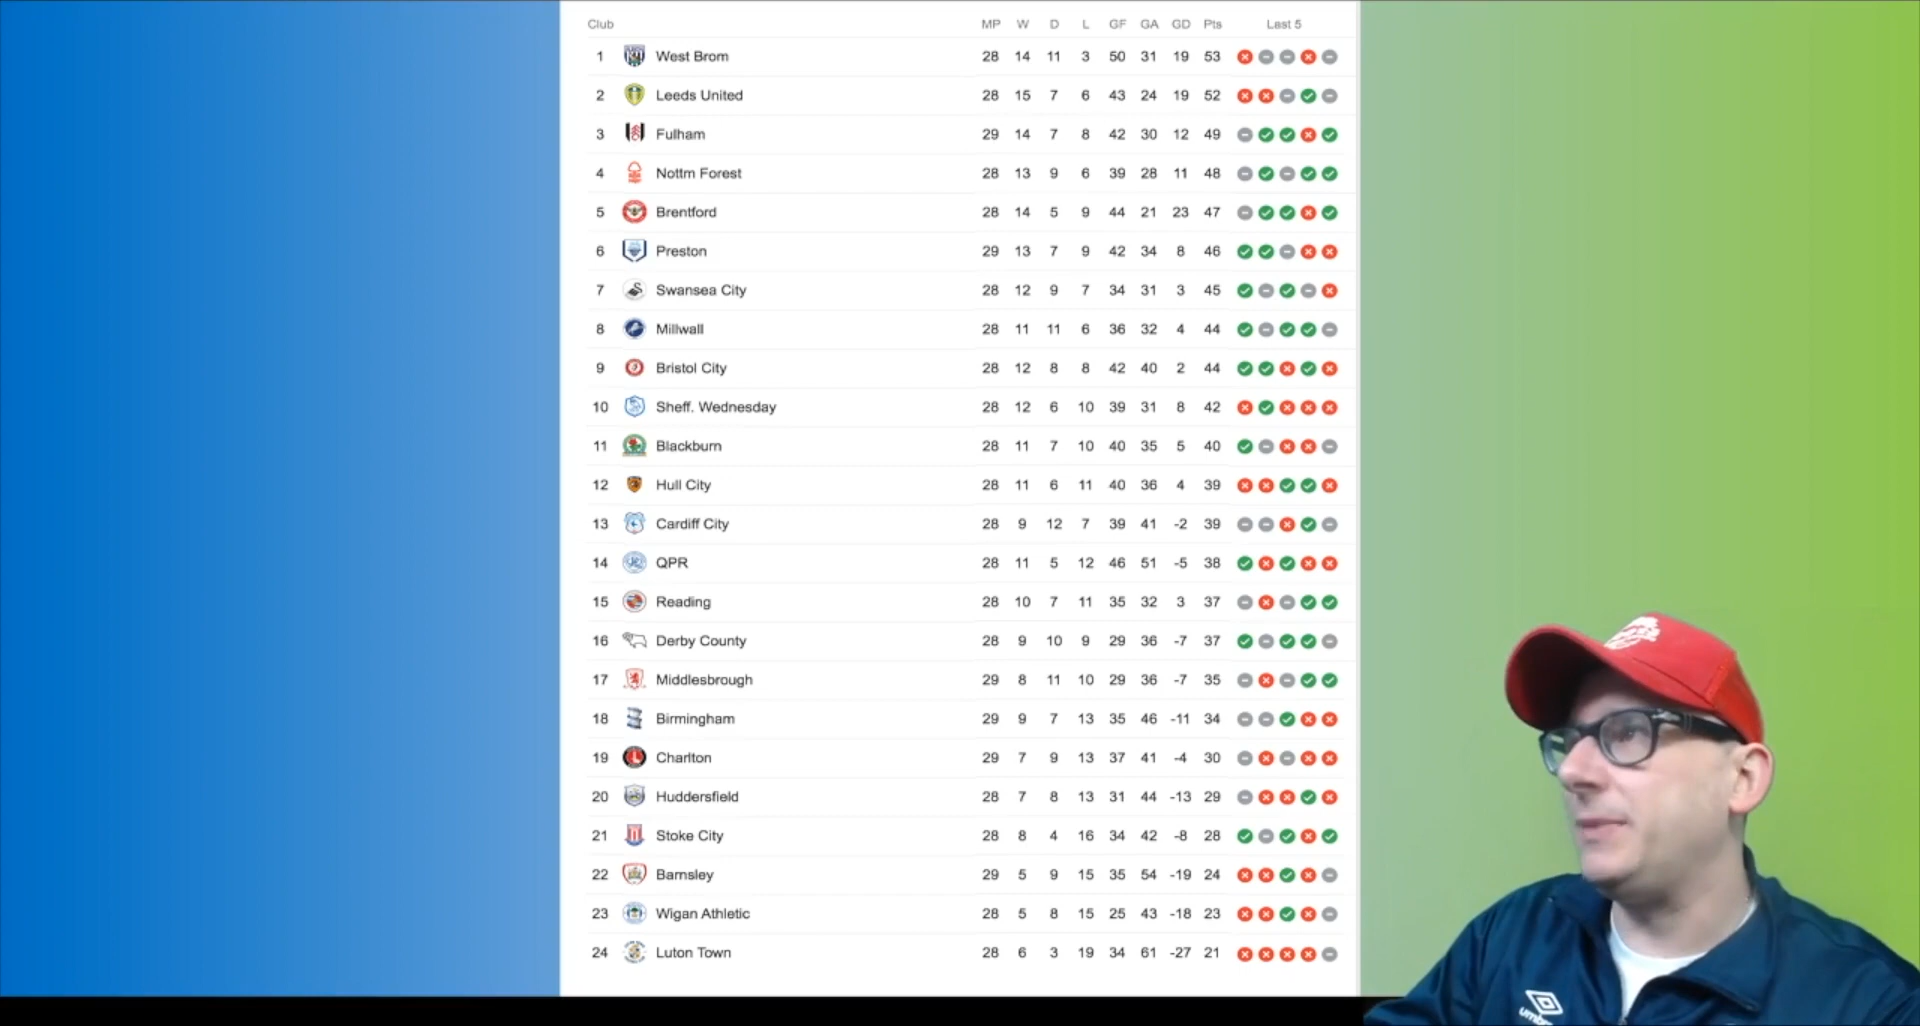 Club MP W D L GF GA GD Pts Last 5
1 West Brom 28 14 11 3 50 31 19 53
2 Leeds United 28 15 7 6 43 24 19 52
3 Fulham 29 14 7 8 42 30 12 49
4 Nottm Forest 28 13 9 6 39 28 11 48
5 Brentford 28 14 5 9 44 21 23 47
6 Preston 29 13 7 9 42 34 8 46
7 Swansea City 28 12 9 7 34 31 3 45
8 Millwall 28 11 11 6 36 32 4 44
9 Bristol City 28 12 8 8 42 40 2 44
10 Sheff. Wednesday 28 12 6 10 39 31 8 42
11 Blackburn 28 11 7 10 40 35 5 40
12 Hull City 28 11 6 11 40 36 4 39
13 Cardiff City 28 9 12 7 39 41 -2 39
14 QPR 28 11 5 12 46 51 -5 38
15 Reading 28 10 7 11 35 32 3 37
16 Derby County 28 9 10 9 29 36 -7 37
17 Middlesbrough 29 8 11 10 29 36 -7 35
18 Birmingham 29 9 7 13 35 46 -11 34
19 Charlton 29 7 9 13 37 41 -4 30
20 Huddersfield 28 7 8 13 31 44 -13 29
21 Stoke City 28 8 4 16 34 42 -8 28
22 Barnsley 29 5 9 15 35 54 -19 24
23 Wigan Athletic 28 5 8 15 25 43 -18 23
24 Luton Town 28 6 3 19 34 61 -27 21